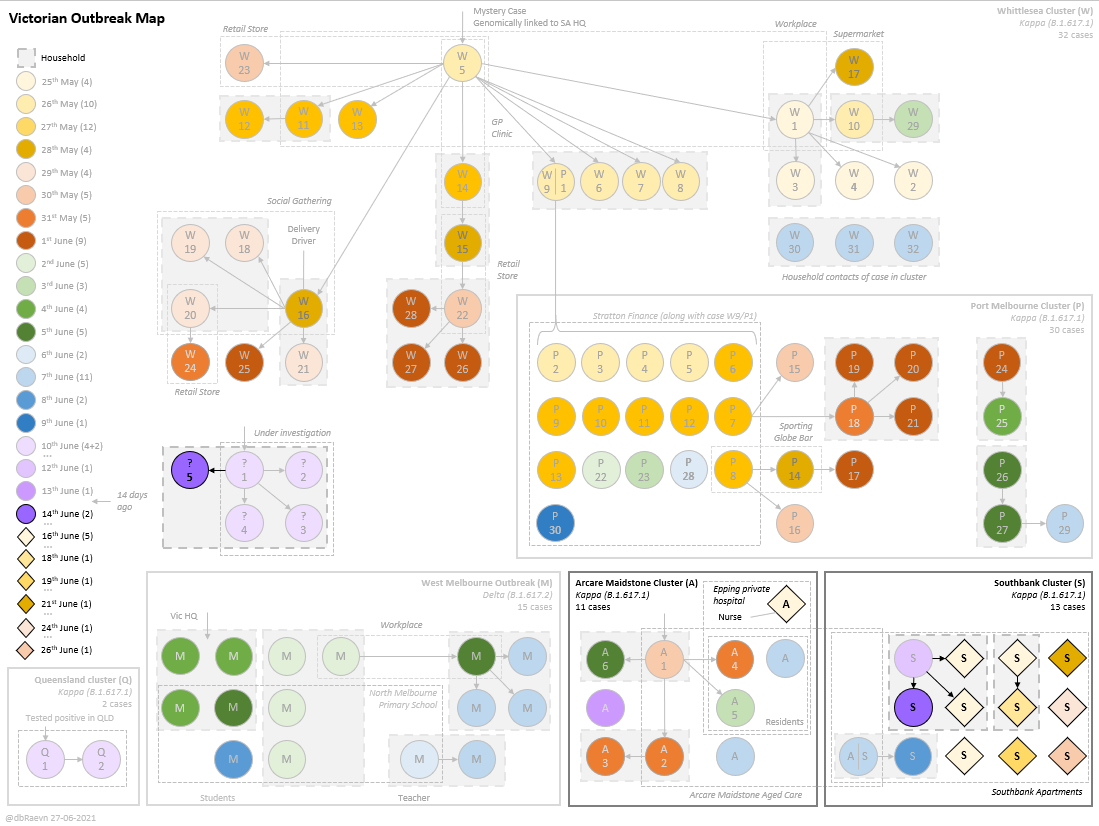 Victorian Outbreak Map
Household
25th May (4)
26th May (10)
27th May (12)
28th May (4)
29th May (4)
30th May (5)
31st May (5)
1st June (9)
2nd June (5)
3rd June (3)
4th June (4)
5th June (5)
6th June (2)
7th June (11)
8th June (2)
9th June (1)
10th June (4+2)
...
12th June (1)
13th June (1)
14th June (2)
...
16th June (5)
18th June (1)
19th June (1)
21st June (1)
...
24th June (1)
...
26th June (1)
14 days
ago
Mystery Case
Genomically linked to SA HQ
Whittlesea Cluster (W)
Kappa (B.1.617.1)
32 cases
Retail Store
Workplace
Supermarket
W
23
W
5
W
17
W
12
W
11
W
13
GP
Clinic
W
1
W
10
W
29
W
14
W
9
P
1
W
6
W
7
W
8
W
3
W
4
W
2
Social Gathering
Delivery
Driver
W
19
W
18
W
15
Retail
Store
W
30
W
31
W
32
Household contacts of case in cluster
W
20
W
16
W
28
W
22
W
24
W
25
W
21
W
27
W
26
Retail Store
Port Melbourne Cluster (P)
Kappa (B.1.617.1)
30 cases
Stratton Finance (along with case W9/P1)
P
2
P
3
P
4
P
5
P
6
P
15
P
19
P
20
P
24
P
9
P
10
P
11
P
12
P
7
P
18
P
21
P
25
Sporting
Globe Bar
P
13
P
22
P
23
P
28
P
8
P
14
P
17
P
26
P
30
P
16
P
27
P
29
Under investigation
?
5
?
1
?
2
?
4
?
3
West Melbourne Outbreak (M)
Delta (B.1.617.2)
15 cases
Vic HQ
Workplace
M
M
M
M
M
M
North Melbourne
Primary School
M
M
M
M
M
M
M
M
M
Students
Teacher
Arcare Maidstone Cluster (A)
Kappa (B.1.617.1)
11 cases
Epping private
hospital
Nurse
A
A
6
A
1
A
4
A
A
A
5
Residents
A
3
A
2
A
Arcare Maidstone Aged Care
Southbank Cluster (S)
Kappa (B.1.617.1)
13 cases
S
S
S
S
S
S
S
S
A
S
S
S
S
S
Southbank Apartments
Queensland cluster (Q)
Kappa (B.1.617.1)
2 cases
Tested positive in QLD
Q
1
Q
2
@dbRaevn 27-06-2021